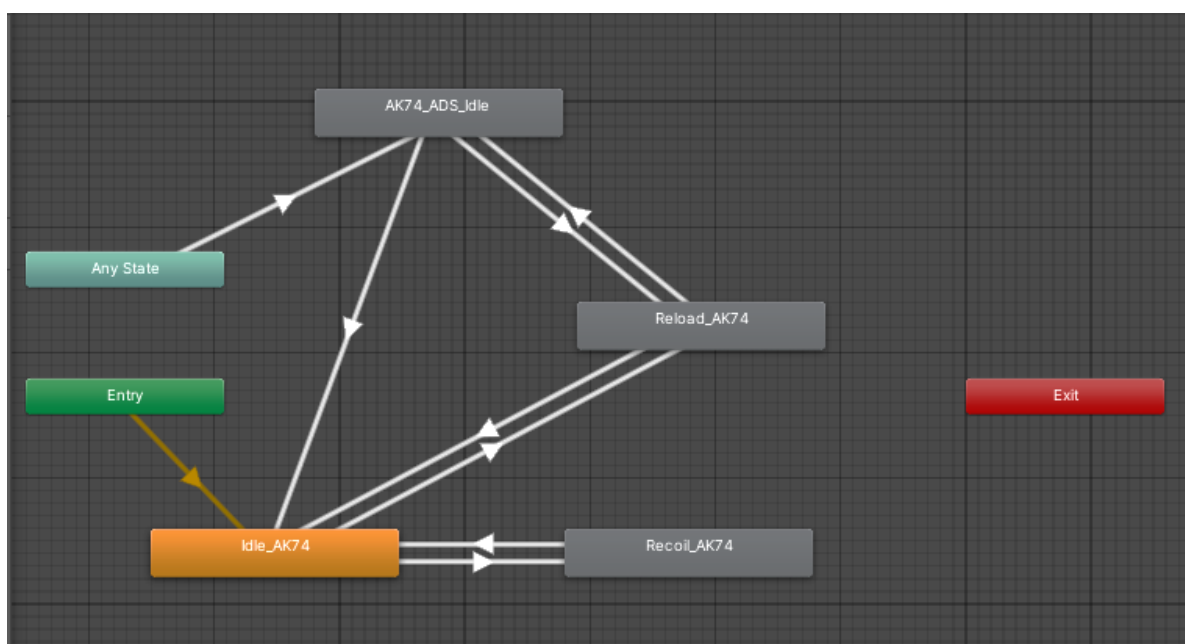 AK74_ADS_Idle
Any State
Reload_AK74
Entry
Exit
Idle_AK74
Recoil_AK74